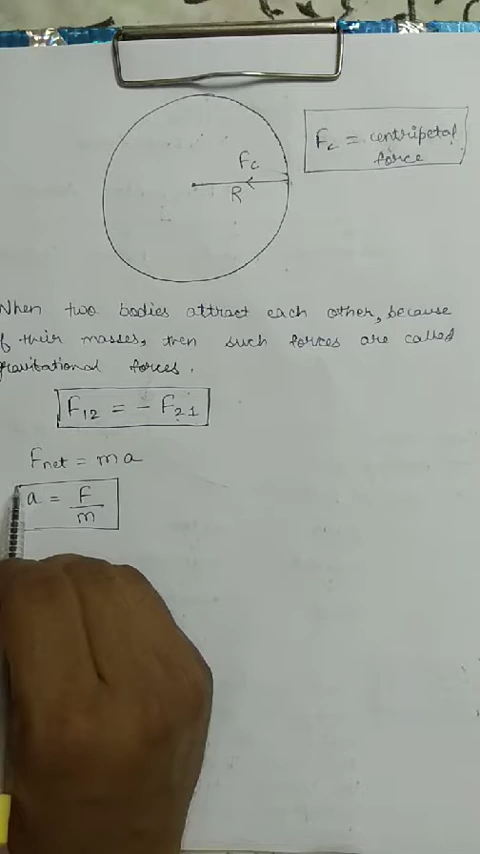 Fc
R
Fc = centripetal
force
When two bodies attract each other, because
of their masses, then such forces are called
gravitational forces.
F12 = - F21
Fnet = ma
a = F/m